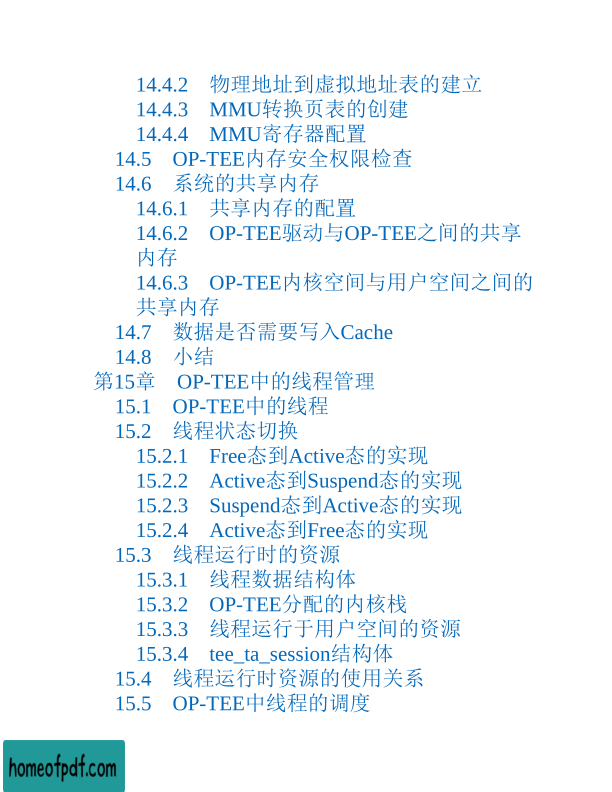 14.4.2 物理地址到虚拟地址表的建立
14.4.3 MMU转换页表的创建
14.4.4 MMU寄存器配置
14.5 OP-TEE内存安全权限检查
14.6 系统的共享内存
14.6.1 共享内存的配置
14.6.2 OP-TEE驱动与OP-TEE之间的共享
内存
14.6.3 OP-TEE内核空间与用户空间之间的
共享内存
14.7 数据是否需要写入Cache
14.8 小结
第15章 OP-TEE中的线程管理
15.1 OP-TEE中的线程
15.2 线程状态切换
15.2.1 Free态到Active态的实现
15.2.2 Active态到Suspend态的实现
15.2.3 Suspend态到Active态的实现
15.2.4 Active态到Free态的实现
15.3 线程运行时的资源
15.3.1 线程数据结构体
15.3.2 OP-TEE分配的内核栈
15.3.3 线程运行于用户空间的资源
15.3.4 tee_ta_session结构体
15.4 线程运行时资源的使用关系
15.5 OP-TEE中线程的调度
homeofpdf.com